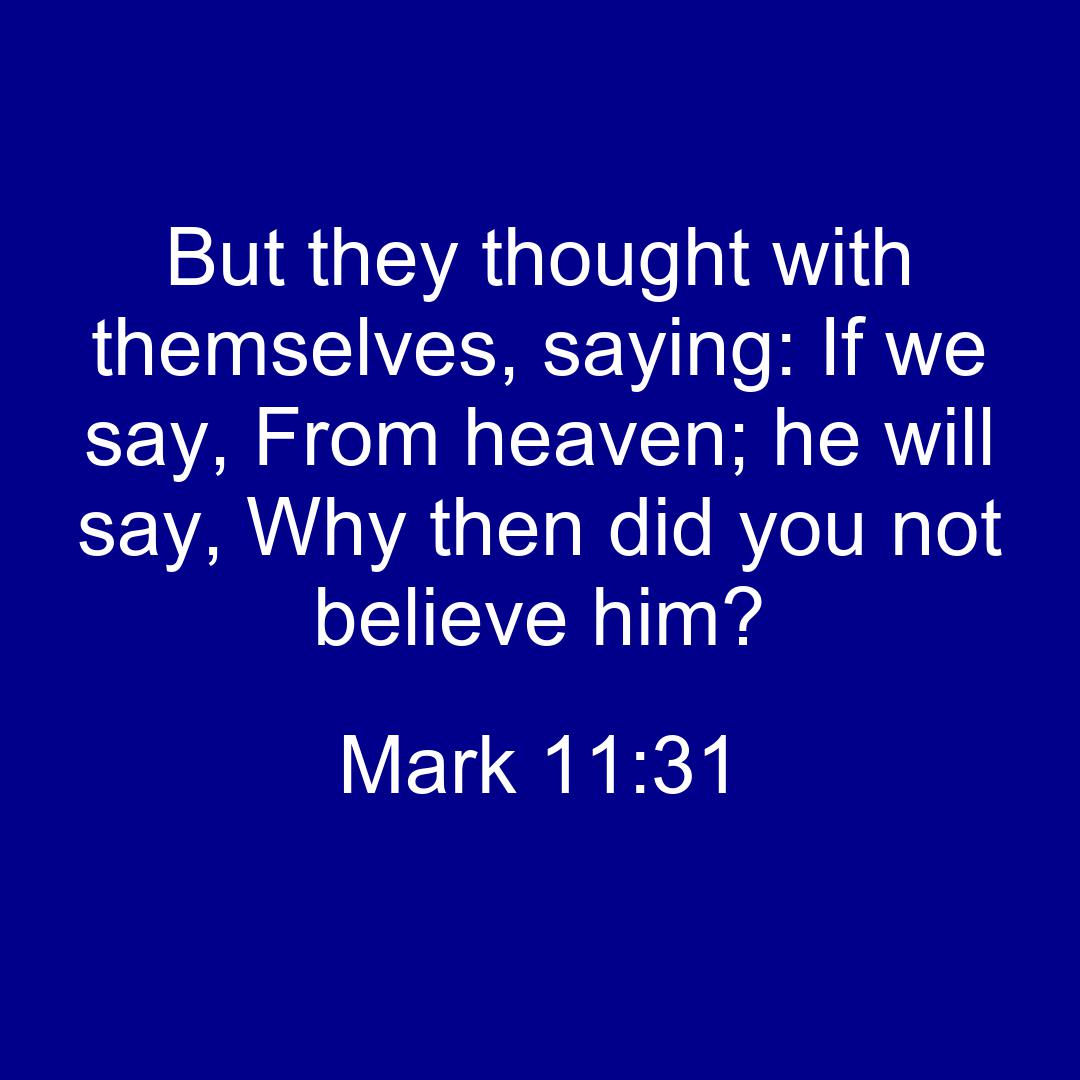 But they thought with
themselves, saying: If we
say, From heaven; he will
say, Why then did you not
believe him?
Mark 11:31